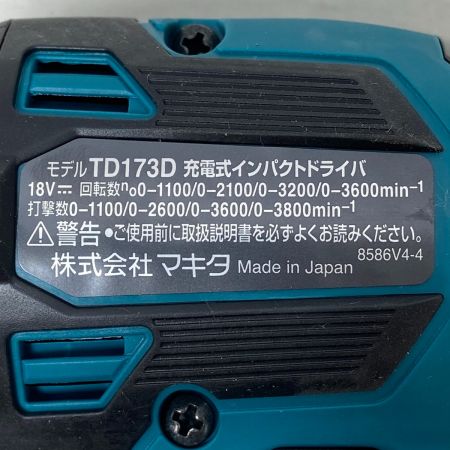 モデル TD173D 充電式インパクトドライバ
18V⎓ 回転数n₀0-1100/0-2100/0-3200/0-3600min⁻¹
打撃数0-1100/0-2600/0-3600/0-3800min⁻¹
⚠警告 •ご使用前に取扱説明書を必ずよくお読みください。
株式会社 マキタ Made in Japan 8586V4-4